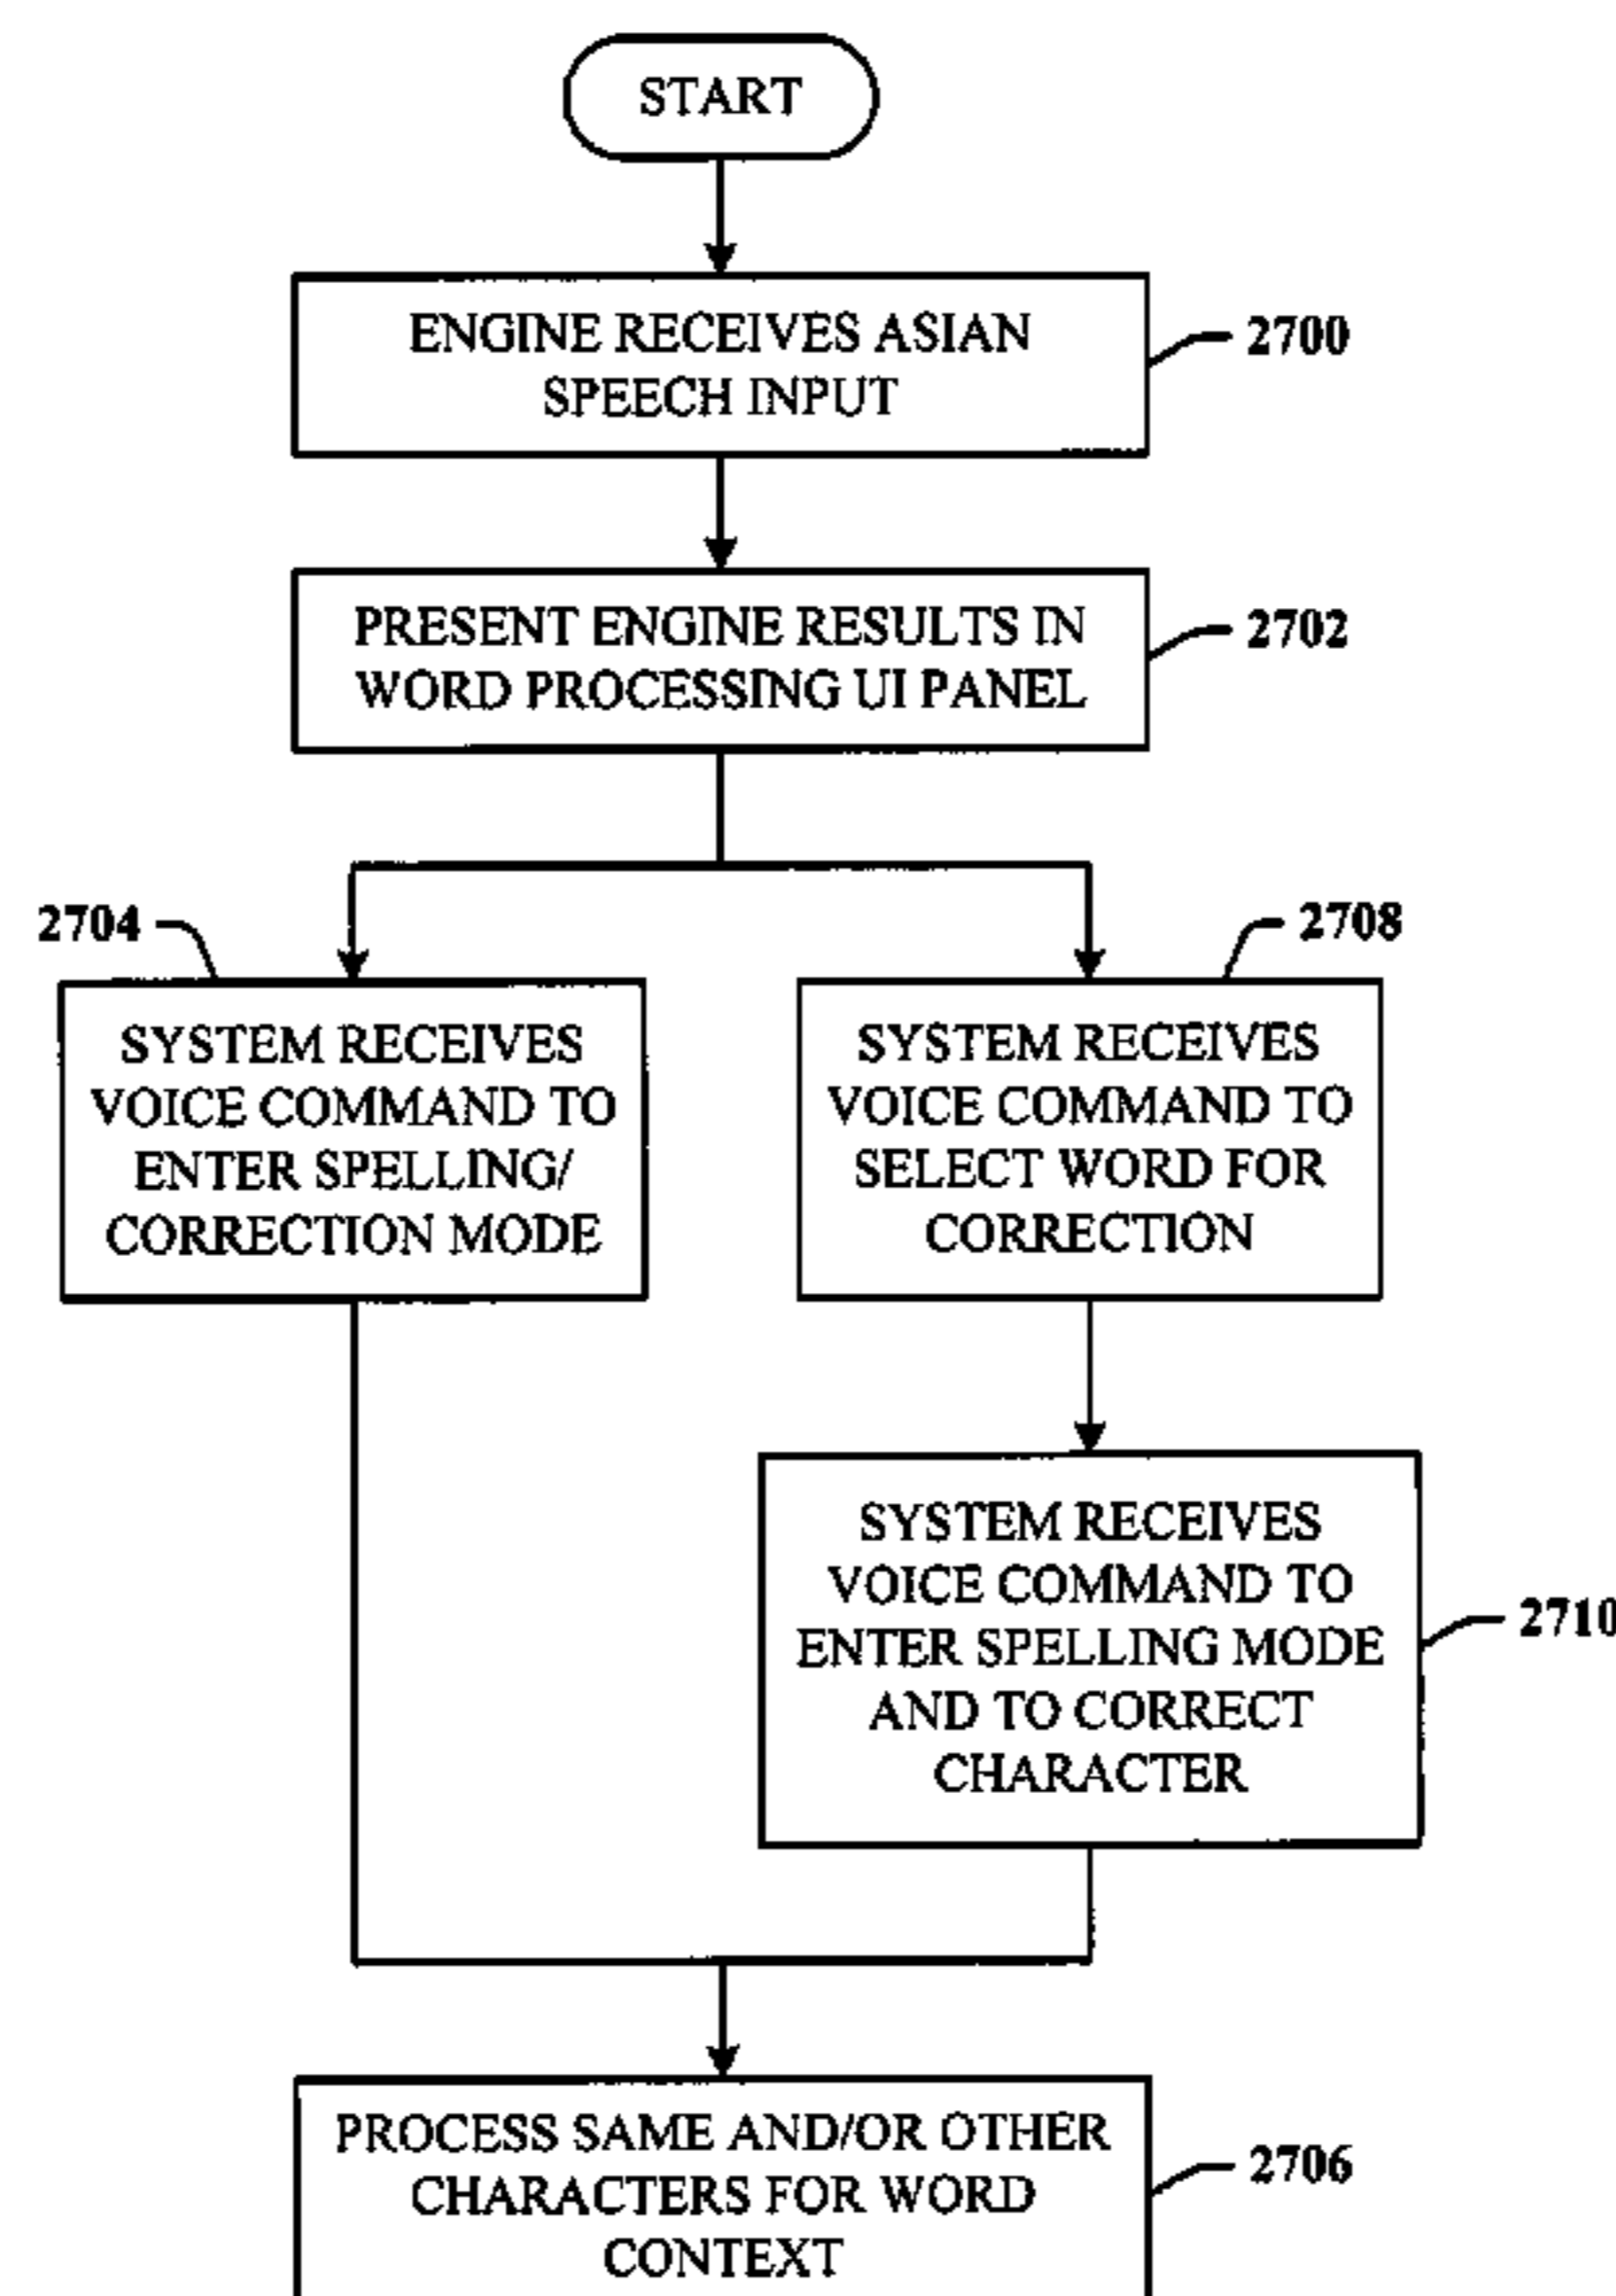 START
ENGINE RECEIVES ASIAN
SPEECH INPUT
2700
PRESENT ENGINE RESULTS IN
WORD PROCESSING UI PANEL
2702
2704
SYSTEM RECEIVES
VOICE COMMAND TO
ENTER SPELLING/
CORRECTION MODE
2708
SYSTEM RECEIVES
VOICE COMMAND TO
SELECT WORD FOR
CORRECTION
SYSTEM RECEIVES
VOICE COMMAND TO
ENTER SPELLING MODE
AND TO CORRECT
CHARACTER
2710
PROCESS SAME AND/OR OTHER
CHARACTERS FOR WORD
CONTEXT
2706